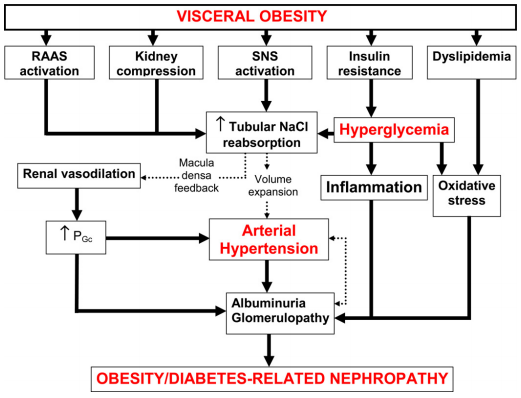 VISCERAL OBESITY
RAAS
activation
Kidney
compression
SNS
activation
Insulin
resistance
Dyslipidemia
↑ Tubular NaCl
reabsorption
Hyperglycemia
Macula
densa
feedback
Volume
expansion
Renal vasodilation
Inflammation
Oxidative
stress
↑ PGc
Arterial
Hypertension
Albuminuria
Glomerulopathy
OBESITY/DIABETES-RELATED NEPHROPATHY